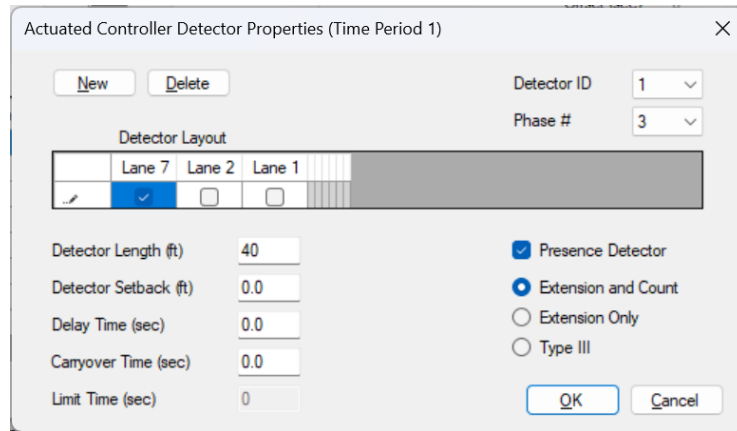 Actuated Controller Detector Properties (Time Period 1)
New Delete Detector ID 1
Phase # 3
Detector Layout
Lane 7 Lane 2 Lane 1
Detector Length (ft) 40 Presence Detector
Detector Setback (ft) 0.0 Extension and Count
Delay Time (sec) 0.0 Extension Only
Carryover Time (sec) 0.0 Type III
Limit Time (sec) 0 OK Cancel